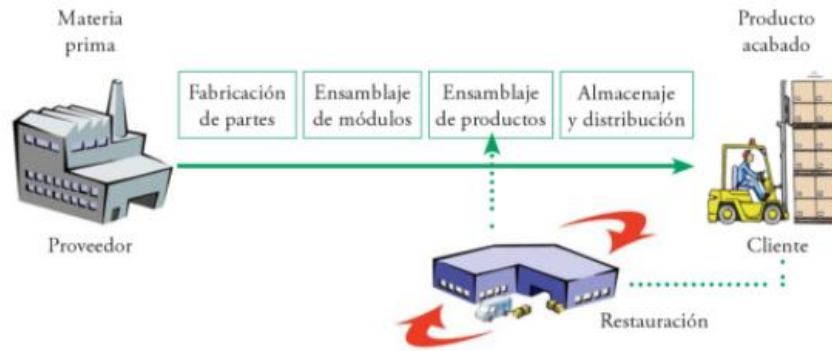 Materia
prima
Producto
acabado
Fabricación
de partes
Ensamblaje
de módulos
Ensamblaje
de productos
Almacenaje
y distribución
Proveedor
Cliente
Restauración